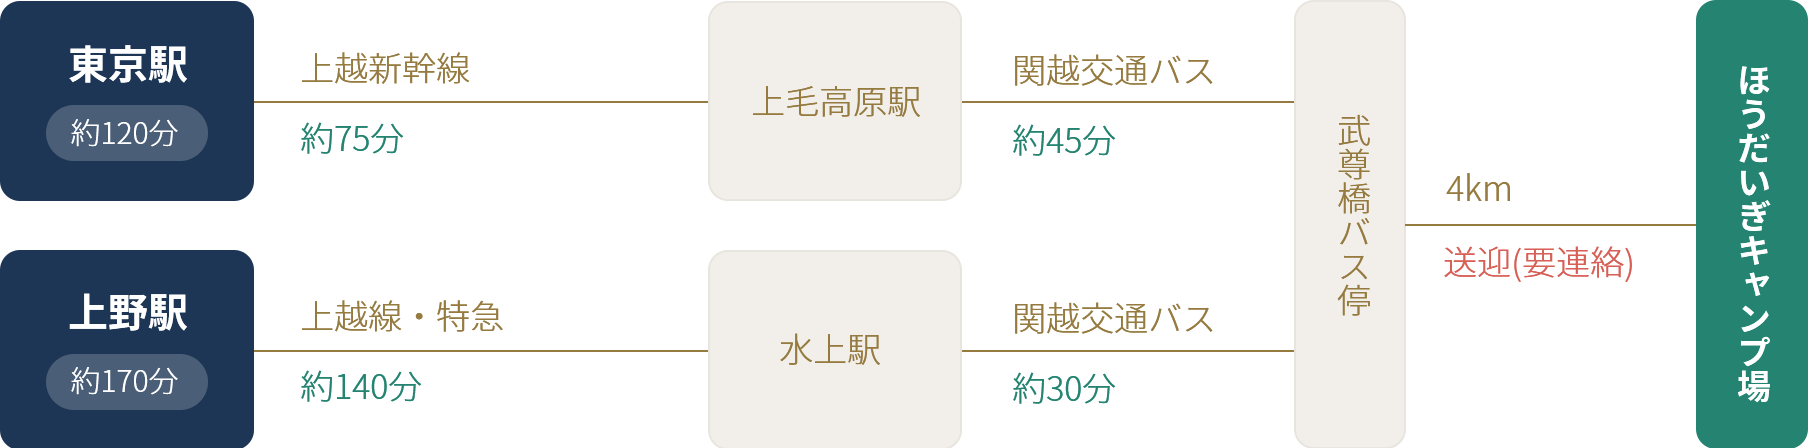 東京駅
約120分
上越新幹線
約75分
上毛高原駅
関越交通バス
約45分
上野駅
約170分
上越線・特急
約140分
水上駅
関越交通バス
約30分
武尊橋バス停
4km
送迎(要連絡)
ほうだいぎキャンプ場